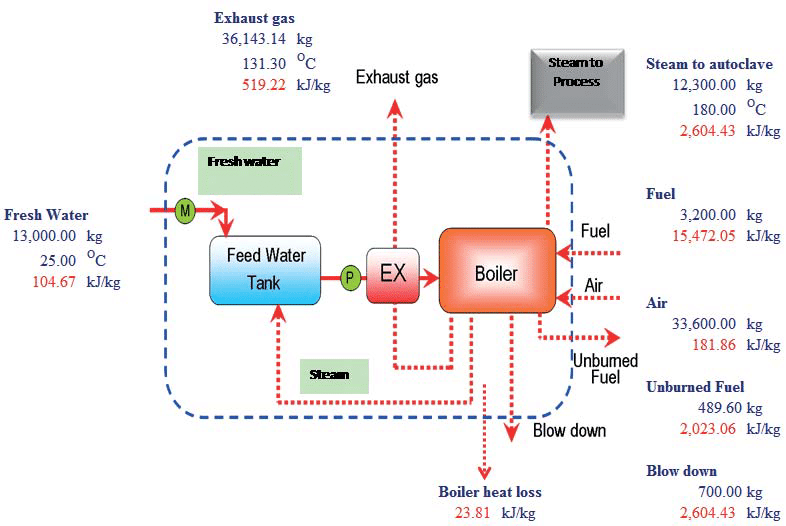 Exhaust gas
36,143.14 kg
131.30 °C
519.22 kJ/kg
Exhaust gas
Steam to
Process
Steam to autoclave
12,300.00 kg
180.00 °C
2,604.43 kJ/kg
Fresh water
M
Fresh Water
13,000.00 kg
25.00 °C
104.67 kJ/kg
Feed Water
Tank
P
EX
Boiler
Fuel
Air
Fuel
3,200.00 kg
15,472.05 kJ/kg
Air
33,600.00 kg
181.86 kJ/kg
Steam
Unburned
Fuel
Unburned Fuel
489.60 kg
2,023.06 kJ/kg
Blow down
Blow down
700.00 kg
2,604.43 kJ/kg
Boiler heat loss
23.81 kJ/kg